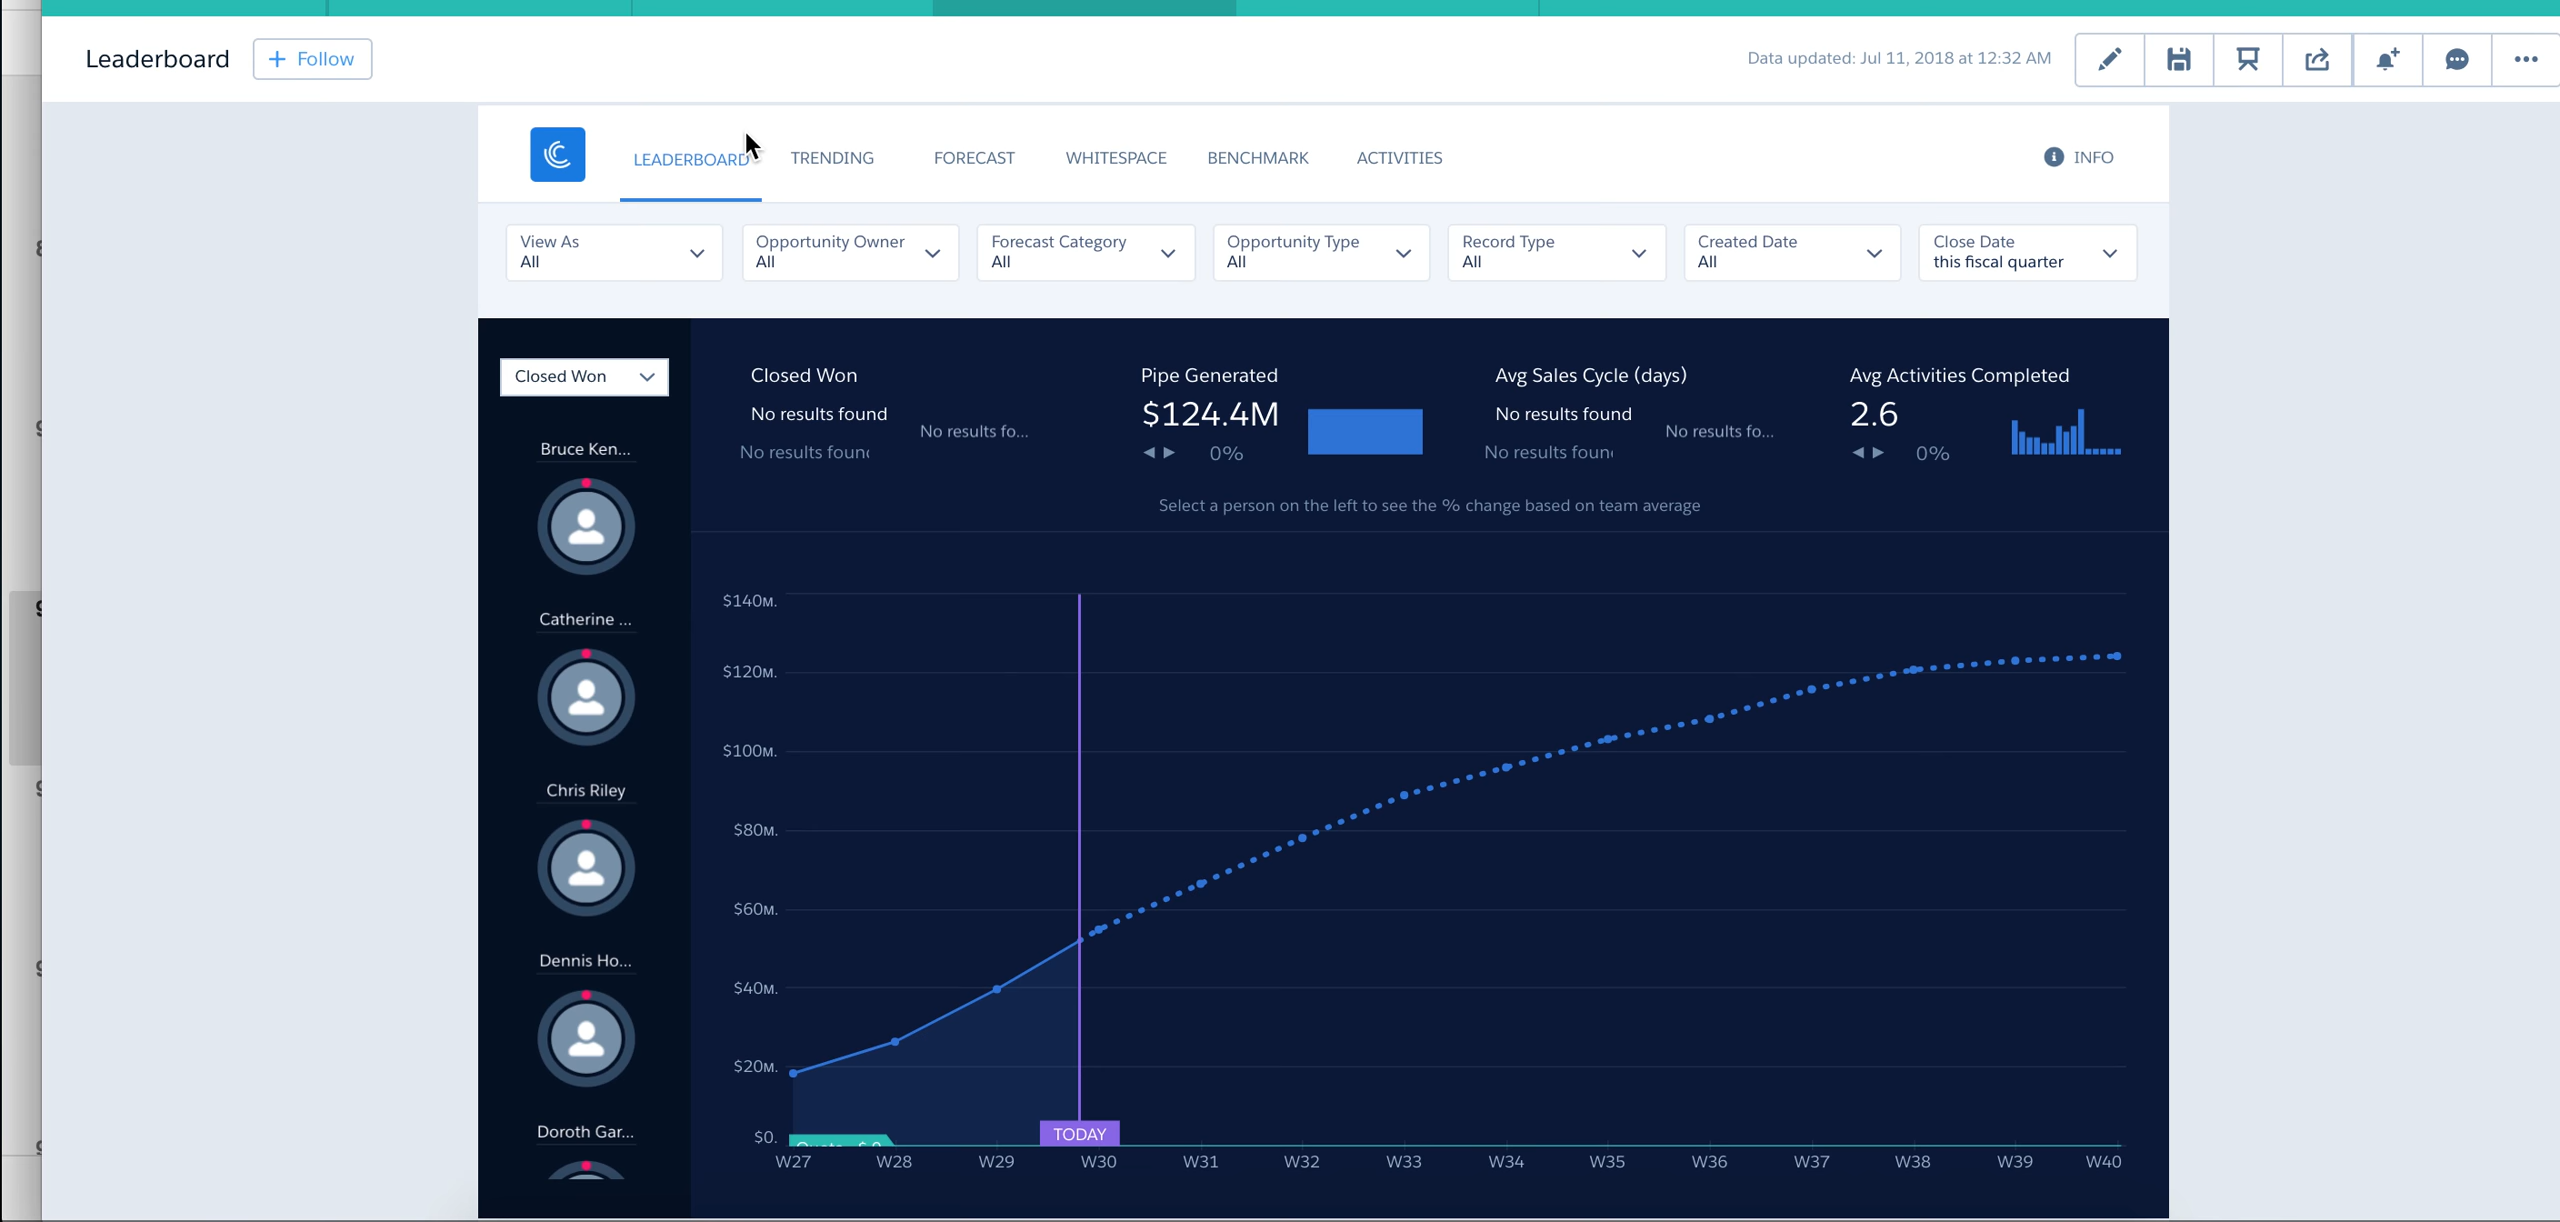 Leaderboard
+ Follow
Data updated: Jul 11, 2018 at 12:32 AM
LEADERBOARD
TRENDING
FORECAST
WHITESPACE
BENCHMARK
ACTIVITIES
INFO
View As
All
Opportunity Owner
All
Forecast Category
All
Opportunity Type
All
Record Type
All
Created Date
All
Close Date
this fiscal quarter
Closed Won
Bruce Ken...
Catherine ...
Chris Riley
Dennis Ho...
Doroth Gar...
Closed Won
No results found
No results found
No results fo...
Pipe Generated
$124.4M
0%
Avg Sales Cycle (days)
No results found
No results found
No results fo...
Avg Activities Completed
2.6
0%
Select a person on the left to see the % change based on team average
$140M.
$120M.
$100M.
$80M.
$60M.
$40M.
$20M.
$0.
TODAY
W27 W28 W29 W30 W31 W32 W33 W34 W35 W36 W37 W38 W39 W40